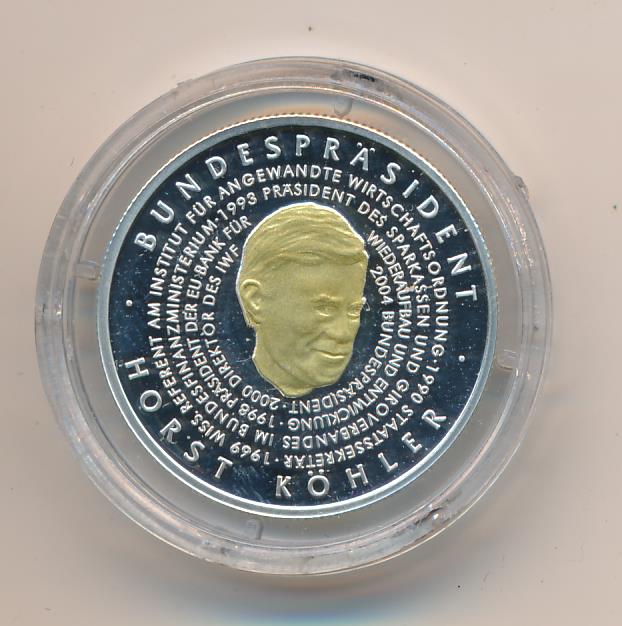 · BUNDESPRÄSIDENT ·
HORST KÖHLER
1969 WISS. REFERENT AM INSTITUT FÜR ANGEWANDTE WIRTSCHAFTSORDNUNG·1990 STAATSSEKRETÄR
IM BUNDESFINANZMINISTERIUM·1993 PRÄSIDENT DES SPARKASSEN UND GIROVERBANDES·1998
PRÄSIDENT DER EU-BANK FÜR WIEDERAUFBAU UND ENTWICKLUNG·2000
DIREKTOR DES IWF 2004 BUNDESPRÄSIDENT·